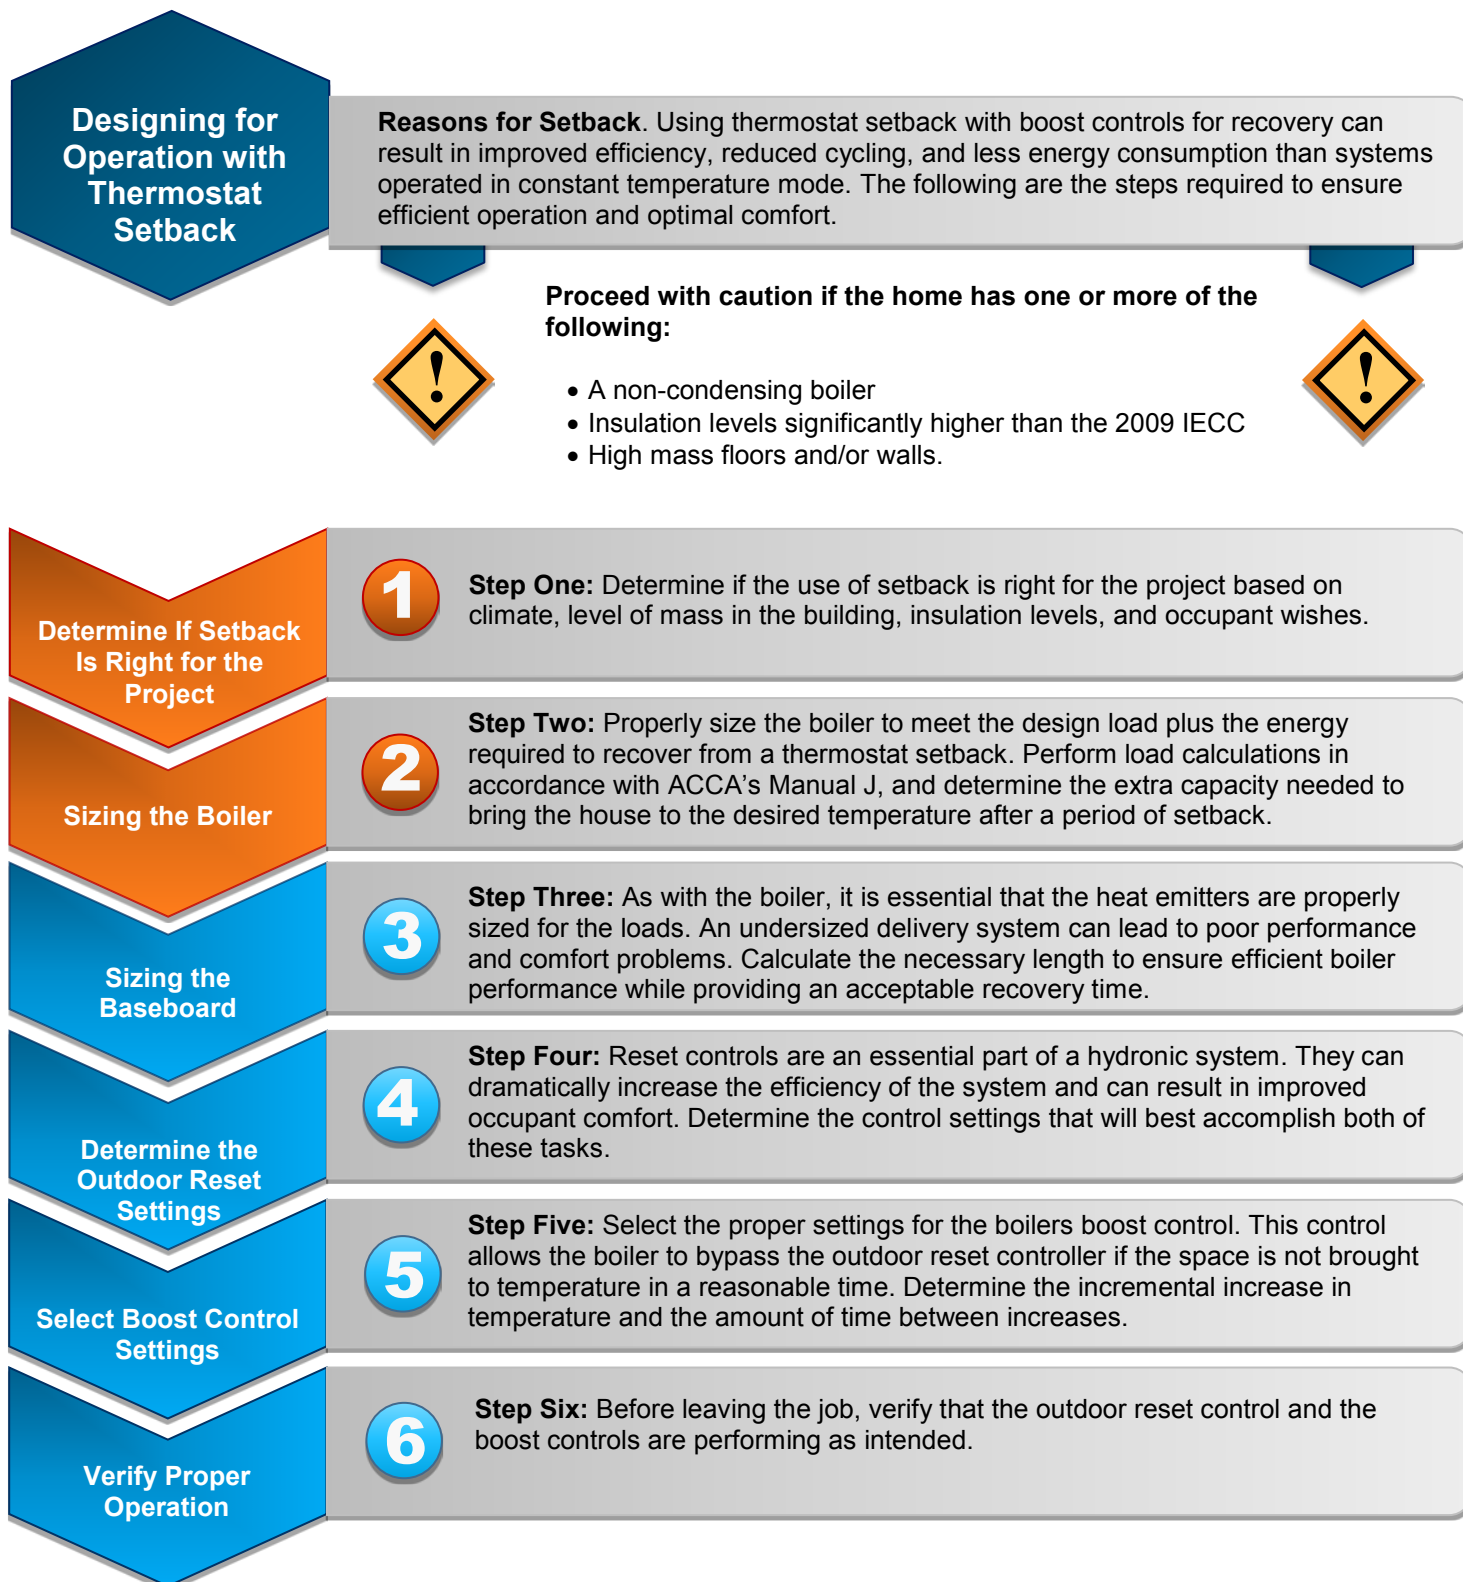 Designing for
Operation with
Thermostat
Setback
Reasons for Setback. Using thermostat setback with boost controls for recovery can
result in improved efficiency, reduced cycling, and less energy consumption than systems
operated in constant temperature mode. The following are the steps required to ensure
efficient operation and optimal comfort.
Proceed with caution if the home has one or more of the
following:
• A non-condensing boiler
• Insulation levels significantly higher than the 2009 IECC
• High mass floors and/or walls.
!
!
Determine If Setback
Is Right for the
Project
1
Step One: Determine if the use of setback is right for the project based on
climate, level of mass in the building, insulation levels, and occupant wishes.
Sizing the Boiler
2
Step Two: Properly size the boiler to meet the design load plus the energy
required to recover from a thermostat setback. Perform load calculations in
accordance with ACCA’s Manual J, and determine the extra capacity needed to
bring the house to the desired temperature after a period of setback.
Sizing the
Baseboard
3
Step Three: As with the boiler, it is essential that the heat emitters are properly
sized for the loads. An undersized delivery system can lead to poor performance
and comfort problems. Calculate the necessary length to ensure efficient boiler
performance while providing an acceptable recovery time.
Determine the
Outdoor Reset
Settings
4
Step Four: Reset controls are an essential part of a hydronic system. They can
dramatically increase the efficiency of the system and can result in improved
occupant comfort. Determine the control settings that will best accomplish both of
these tasks.
Select Boost Control
Settings
5
Step Five: Select the proper settings for the boilers boost control. This control
allows the boiler to bypass the outdoor reset controller if the space is not brought
to temperature in a reasonable time. Determine the incremental increase in
temperature and the amount of time between increases.
Verify Proper
Operation
6
Step Six: Before leaving the job, verify that the outdoor reset control and the
boost controls are performing as intended.